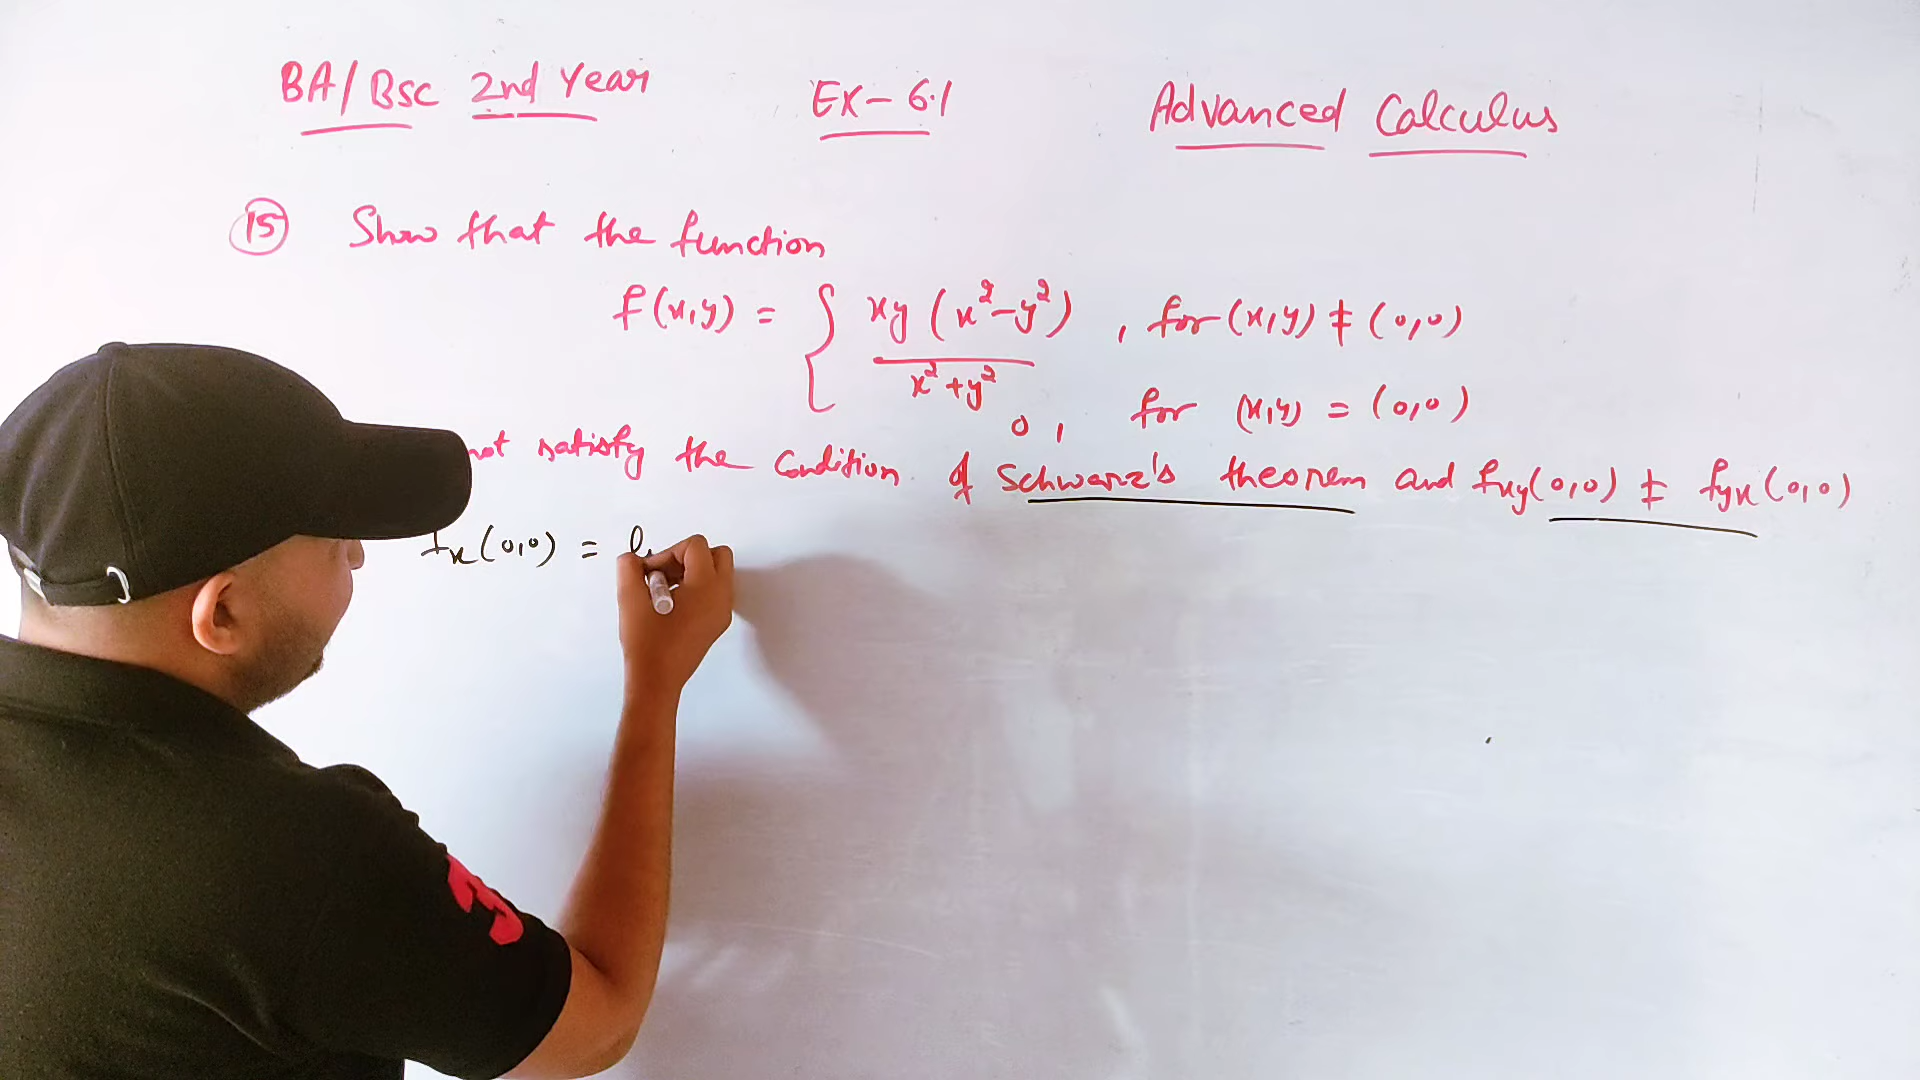 BA/BSC 2nd Year EX-6.1 Advanced Calculus
15 Show that the function
f(x,y) = { xy (x²-y²) / x²+y² , for (x,y) ≠ (0,0)
0 , for (x,y) = (0,0)
not satisfy the Condition of Schwarz's theorem and fxy(0,0) ≠ fyx(0,0)
fx(0,0) =
3